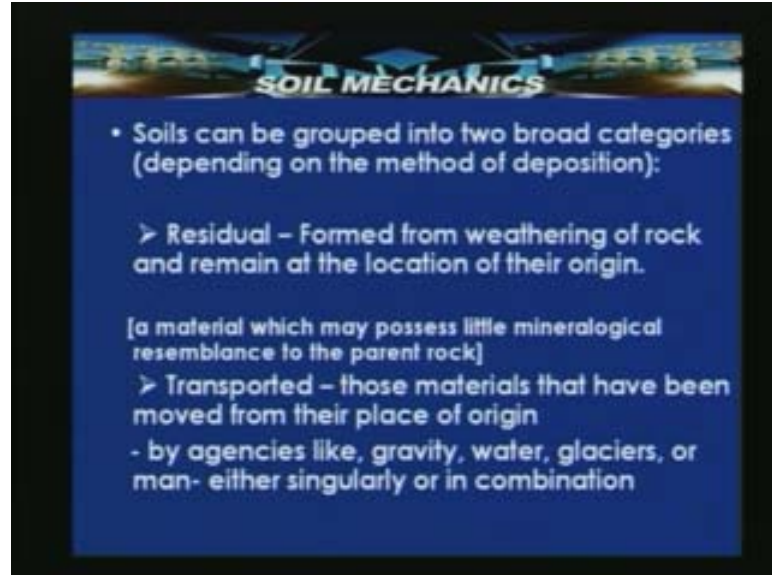 SOIL MECHANICS
• Soils can be grouped into two broad categories
(depending on the method of deposition):
➢ Residual – Formed from weathering of rock
and remain at the location of their origin.
[a material which may possess little mineralogical
resemblance to the parent rock]
➢ Transported – those materials that have been
moved from their place of origin
- by agencies like, gravity, water, glaciers, or
man- either singularly or in combination